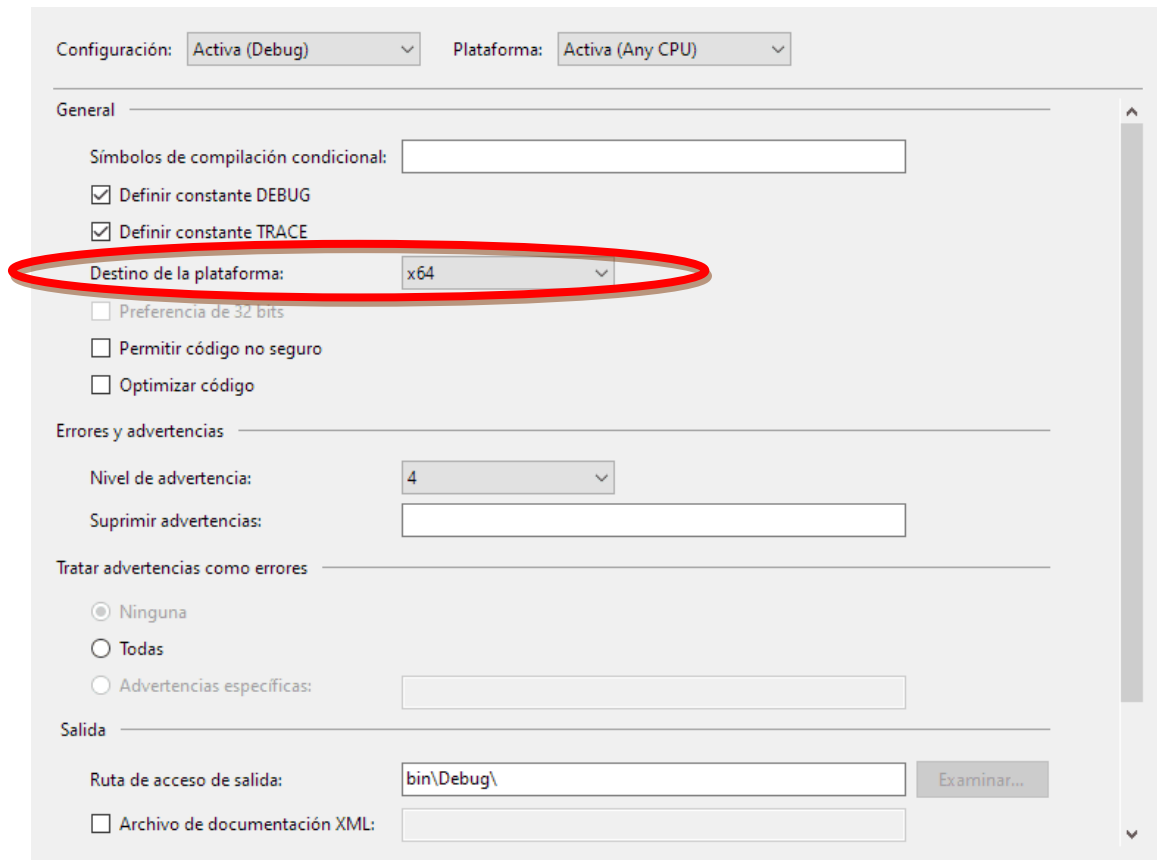 Configuración: Activa (Debug) Plataforma: Activa (Any CPU)
General
Símbolos de compilación condicional:
Definir constante DEBUG
Definir constante TRACE
Destino de la plataforma: x64
Preferencia de 32 bits
Permitir código no seguro
Optimizar código
Errores y advertencias
Nivel de advertencia: 4
Suprimir advertencias:
Tratar advertencias como errores
Ninguna
Todas
Advertencias específicas:
Salida
Ruta de acceso de salida: bin\Debug\ Examinar...
Archivo de documentación XML: